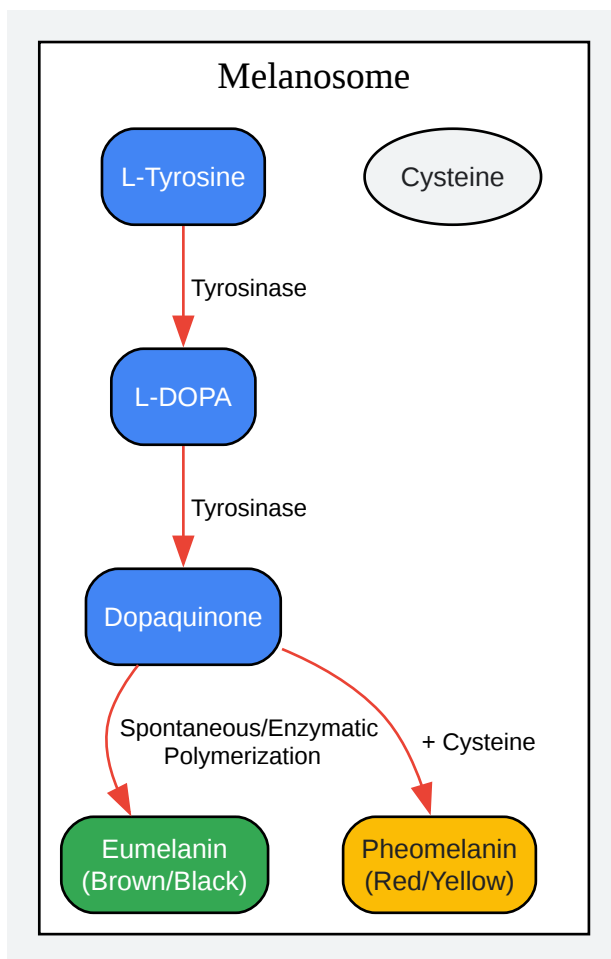 Melanosome
L-Tyrosine
Cysteine
Tyrosinase
L-DOPA
Tyrosinase
Dopaquinone
Spontaneous/Enzymatic
Polymerization
+ Cysteine
Eumelanin
(Brown/Black)
Pheomelanin
(Red/Yellow)